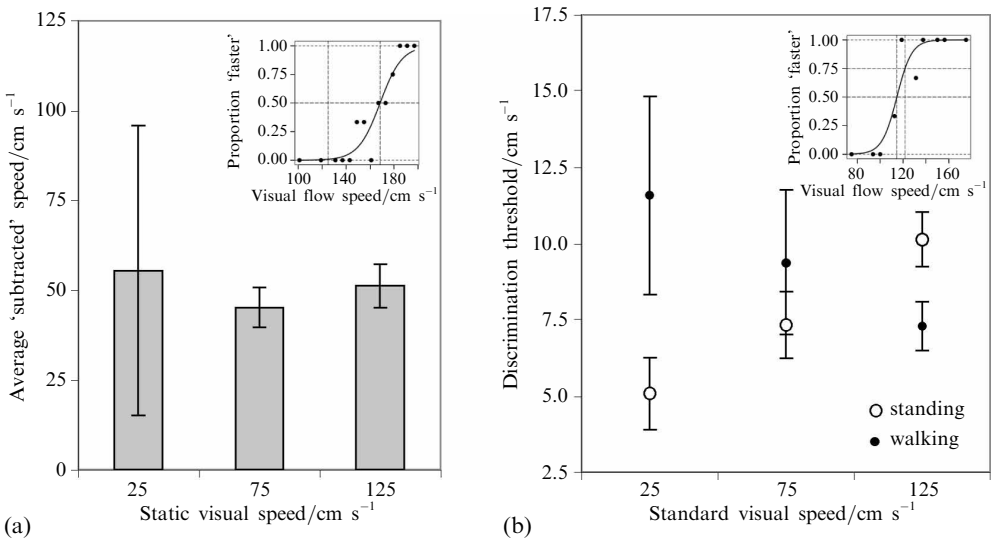 Average 'subtracted' speed/cm s⁻¹
125
100
75
50
25
0
25 75 125
Static visual speed/cm s⁻¹
(a)
Proportion 'faster'
1.00
0.75
0.50
0.25
0.00
100 140 180
Visual flow speed/cm s⁻¹
Discrimination threshold/cm s⁻¹
17.5
15.0
12.5
10.0
7.5
5.0
2.5
25 75 125
Standard visual speed/cm s⁻¹
(b)
Proportion 'faster'
1.00
0.75
0.50
0.25
0.00
80 120 160
Visual flow speed/cm s⁻¹
standing
walking